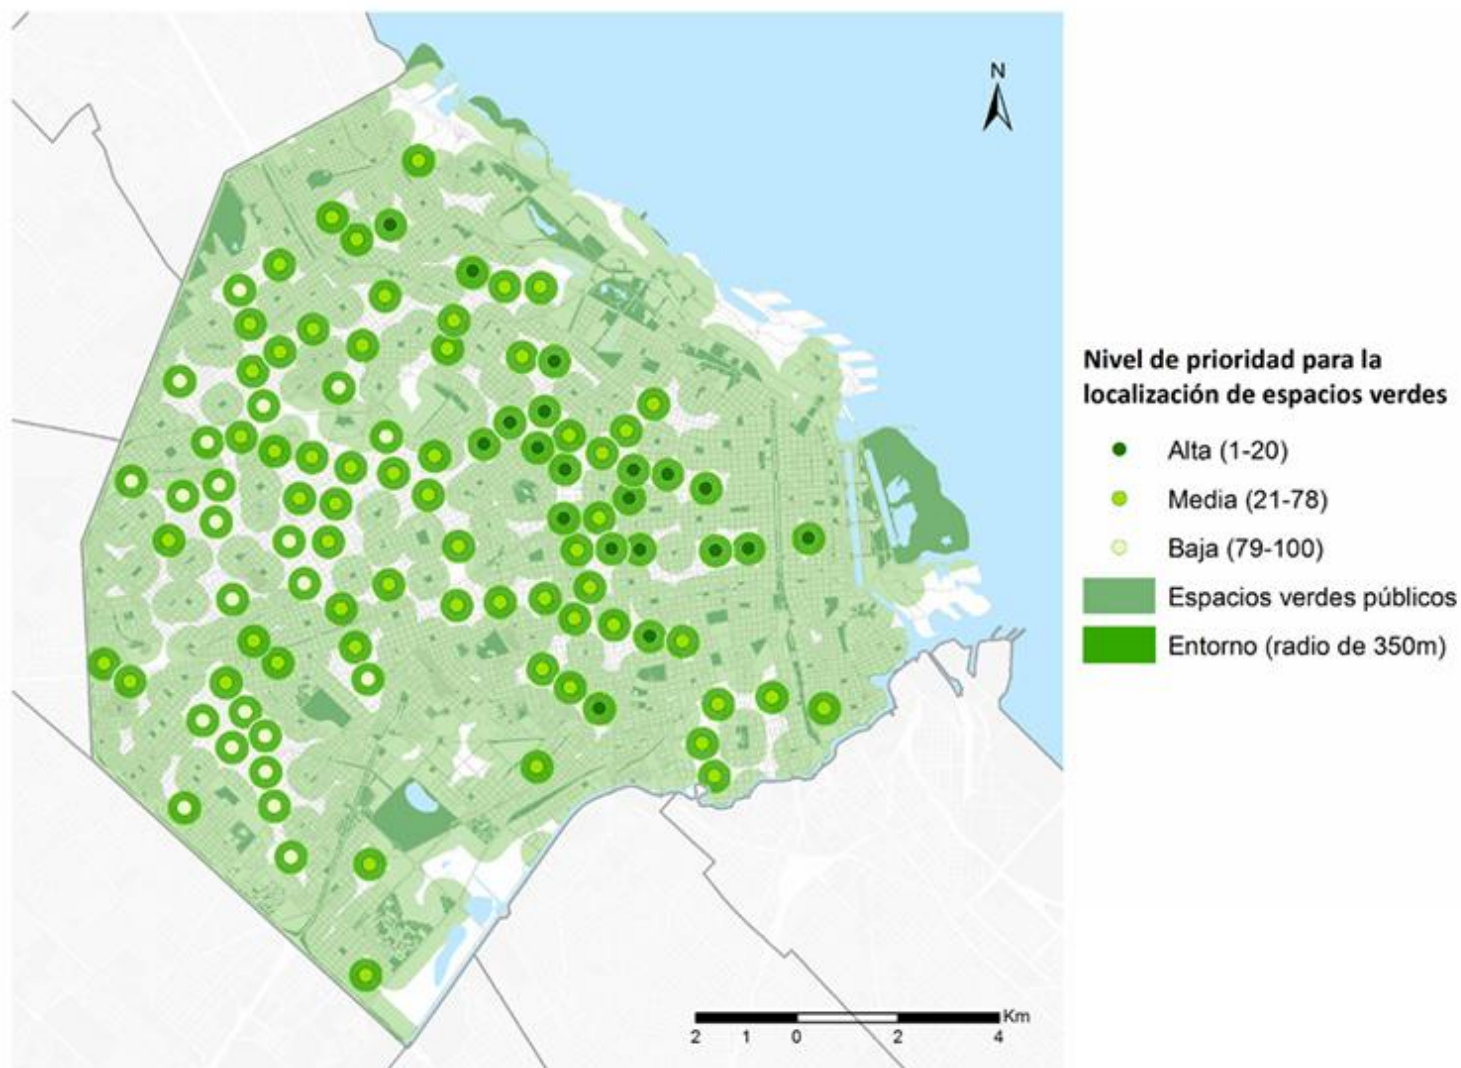 N
Nivel de prioridad para la
localización de espacios verdes
Alta (1-20)
Media (21-78)
Baja (79-100)
Espacios verdes públicos
Entorno (radio de 350m)
Km
2 1 0 2 4